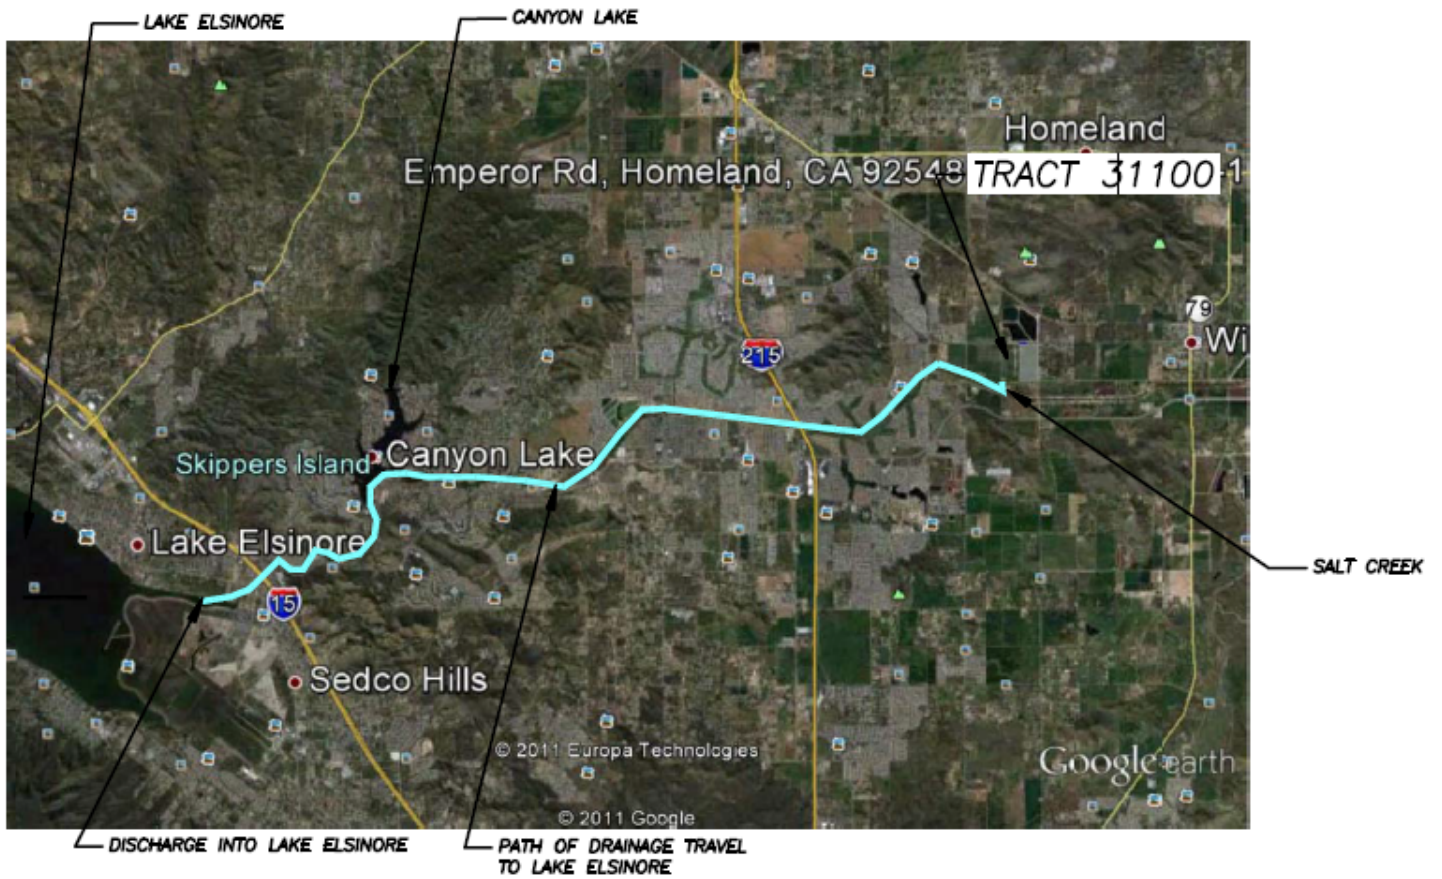 LAKE ELSINORE
CANYON LAKE
Homeland
Emperor Rd, Homeland, CA 92548
TRACT 31100-1
79
Wi
215
Canyon Lake
Skippers Island
Lake Elsinore
SALT CREEK
15
Sedco Hills
© 2011 Europa Technologies
Google earth
© 2011 Google
DISCHARGE INTO LAKE ELSINORE
PATH OF DRAINAGE TRAVEL
TO LAKE ELSINORE